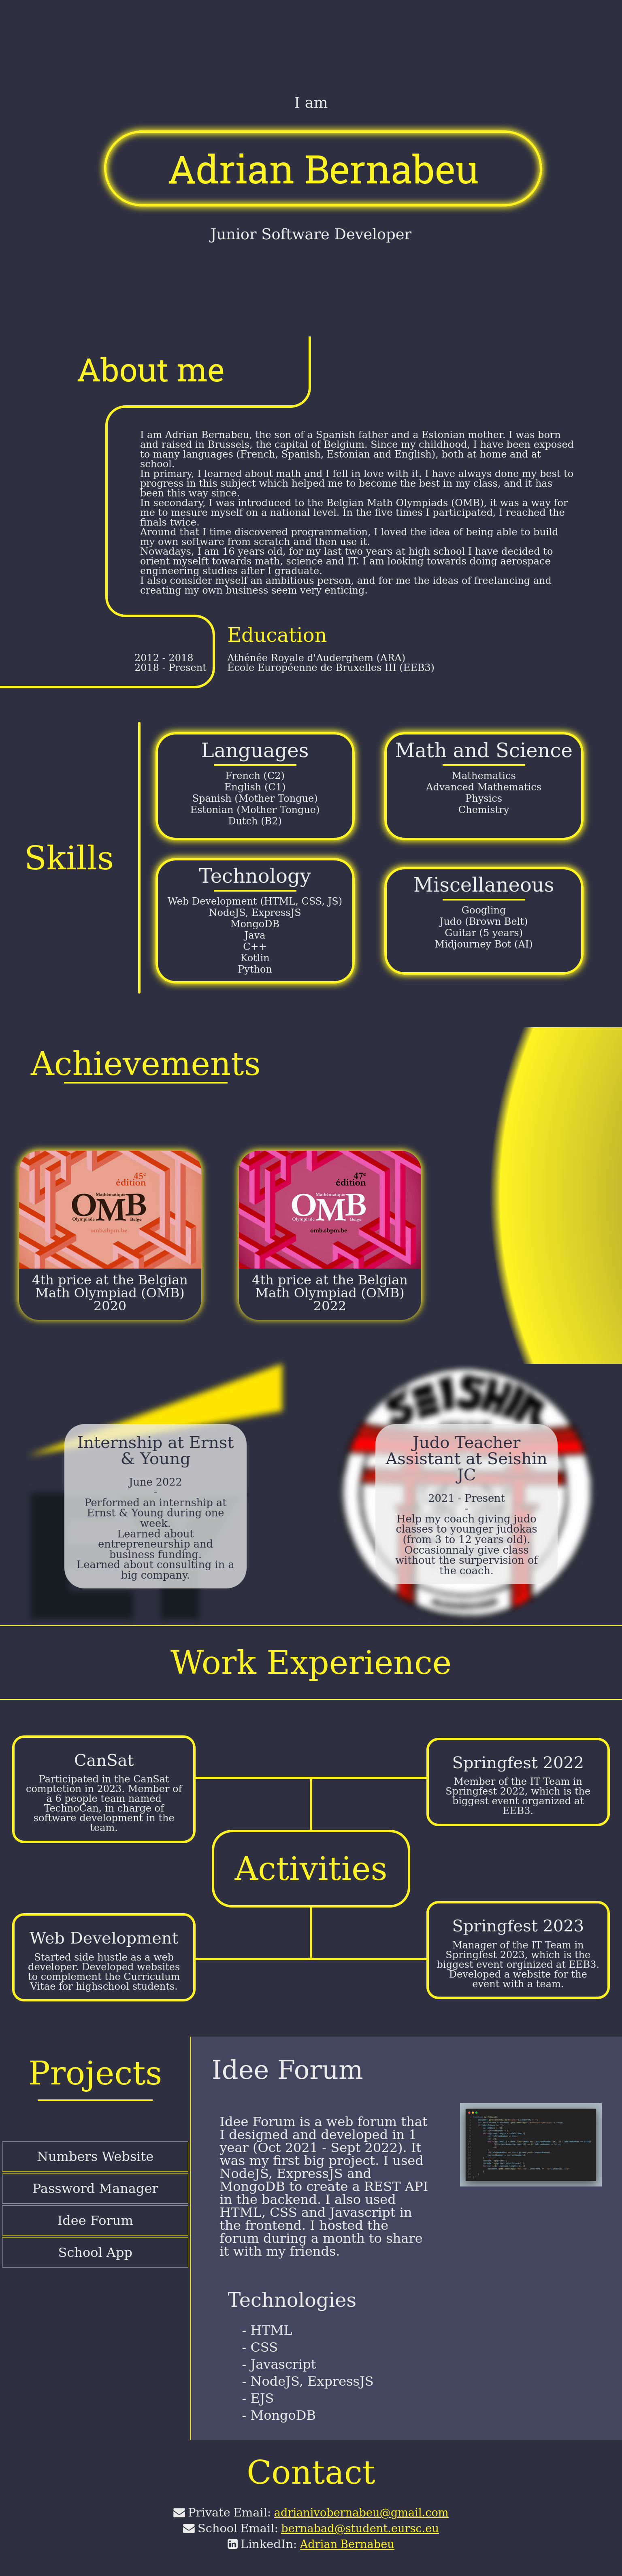 I am
Adrian Bernabeu
Junior Software Developer
About me
I am Adrian Bernabeu, the son of a Spanish father and a Estonian mother. I was born
and raised in Brussels, the capital of Belgium. Since my childhood, I have been exposed
to many languages (French, Spanish, Estonian and English), both at home and at
school.
In primary, I learned about math and I fell in love with it. I have always done my best to
progress in this subject which helped me to become the best in my class, and it has
been this way since.
In secondary, I was introduced to the Belgian Math Olympiads (OMB), it was a way for
me to mesure myself on a national level. In the five times I participated, I reached the
finals twice.
Around that I time discovered programmation, I loved the idea of being able to build
my own software from scratch and then use it.
Nowadays, I am 16 years old, for my last two years at high school I have decided to
orient myselft towards math, science and IT. I am looking towards doing aerospace
engineering studies after I graduate.
I also consider myself an ambitious person, and for me the ideas of freelancing and
creating my own business seem very enticing.
Education
2012 - 2018 Athénée Royale d'Auderghem (ARA)
2018 - Present École Européenne de Bruxelles III (EEB3)
Skills
Languages
French (C2)
English (C1)
Spanish (Mother Tongue)
Estonian (Mother Tongue)
Dutch (B2)
Math and Science
Mathematics
Advanced Mathematics
Physics
Chemistry
Technology
Web Development (HTML, CSS, JS)
NodeJS, ExpressJS
MongoDB
Java
C++
Kotlin
Python
Miscellaneous
Googling
Judo (Brown Belt)
Guitar (5 years)
Midjourney Bot (AI)
Achievements
45e
édition
Mathématique
OMB
Olympiade Belge
omb.sbpm.be
4th price at the Belgian
Math Olympiad (OMB)
2020
47e
édition
Mathématique
OMB
Olympiade Belge
omb.sbpm.be
4th price at the Belgian
Math Olympiad (OMB)
2022
Internship at Ernst
& Young
June 2022
-
Performed an internship at
Ernst & Young during one
week.
Learned about
entrepreneurship and
business funding.
Learned about consulting in a
big company.
SEISHIN
Judo Teacher
Assistant at Seishin
JC
2021 - Present
-
Help my coach giving judo
classes to younger judokas
(from 3 to 12 years old).
Occasionnaly give class
without the surpervision of
the coach.
Work Experience
CanSat
Participated in the CanSat
comptetion in 2023. Member of
a 6 people team named
TechnoCan, in charge of
software development in the
team.
Springfest 2022
Member of the IT Team in
Springfest 2022, which is the
biggest event organized at
EEB3.
Activities
Web Development
Started side hustle as a web
developer. Developed websites
to complement the Curriculum
Vitae for highschool students.
Springfest 2023
Manager of the IT Team in
Springfest 2023, which is the
biggest event orginized at EEB3.
Developed a website for the
event with a team.
Projects
Numbers Website
Password Manager
Idee Forum
School App
Idee Forum
Idee Forum is a web forum that
I designed and developed in 1
year (Oct 2021 - Sept 2022). It
was my first big project. I used
NodeJS, ExpressJS and
MongoDB to create a REST API
in the backend. I also used
HTML, CSS and Javascript in
the frontend. I hosted the
forum during a month to share
it with my friends.
Technologies
- HTML
- CSS
- Javascript
- NodeJS, ExpressJS
- EJS
- MongoDB
Contact
Private Email: adrianivobernabeu@gmail.com
School Email: bernabad@student.eursc.eu
LinkedIn: Adrian Bernabeu